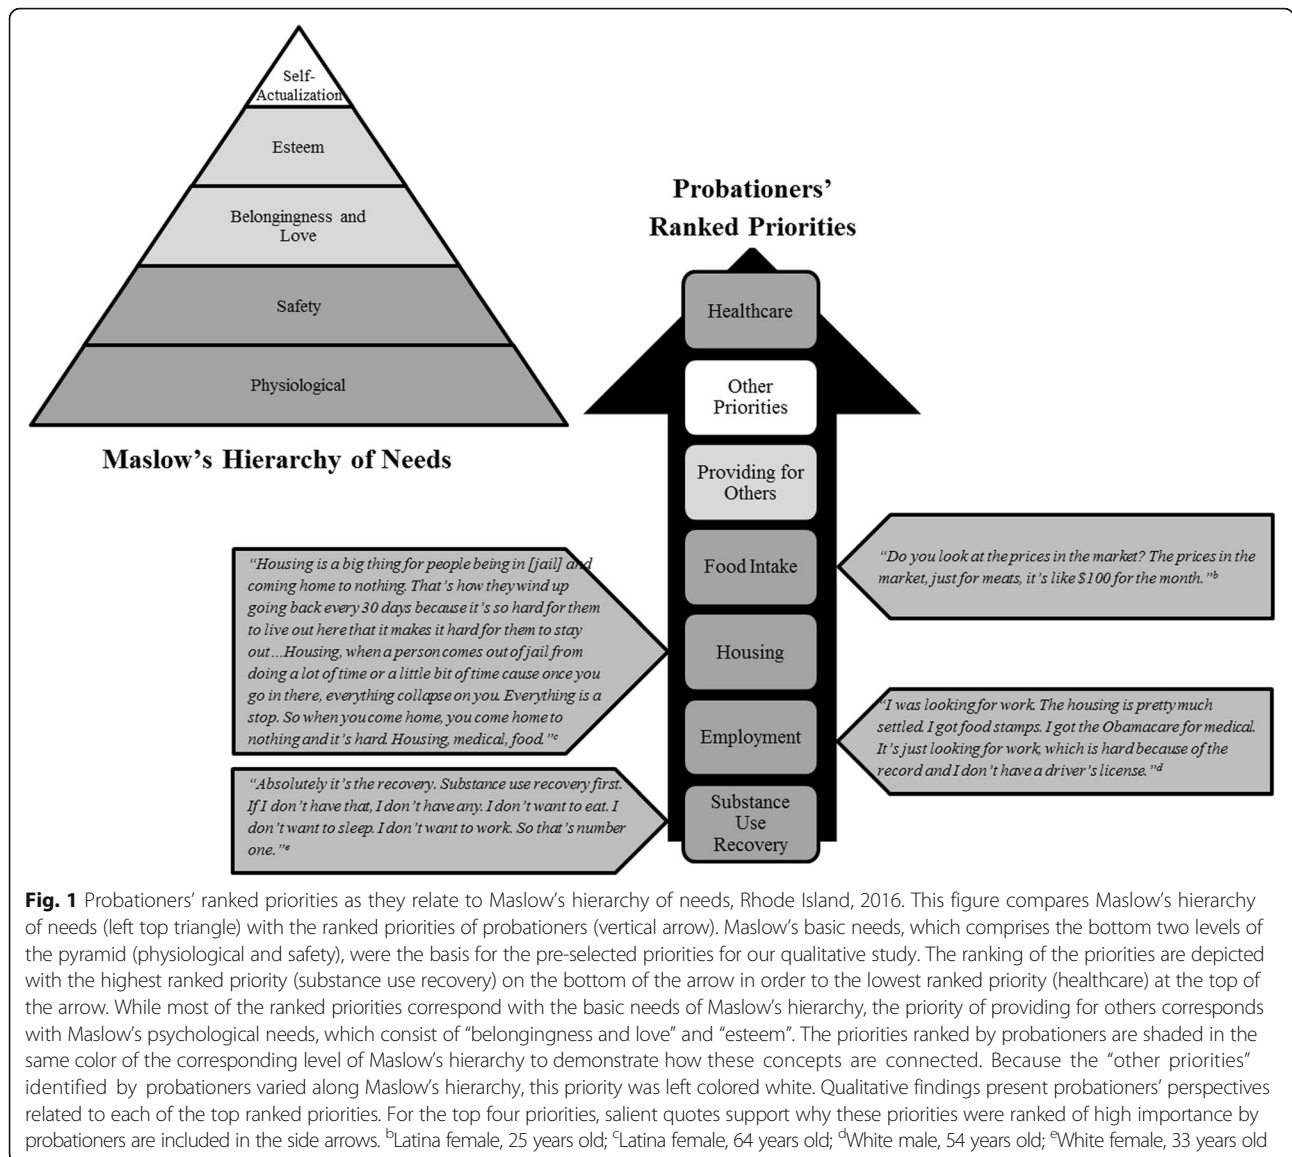 Self-
Actualization
Esteem
Belongingness and
Love
Safety
Physiological
Maslow's Hierarchy of Needs
Probationers'
Ranked Priorities
Healthcare
Other
Priorities
Providing for
Others
Food Intake
Housing
Employment
Substance
Use
Recovery
“Housing is a big thing for people being in [jail] and
coming home to nothing. That's how they wind up
going back every 30 days because it's so hard for them
to live out here that it makes it hard for them to stay
out…Housing, when a person comes out of jail from
doing a lot of time or a little bit of time cause once you
go in there, everything collapse on you. Everything is a
stop. So when you come home, you come home to
nothing and it's hard. Housing, medical, food.”c
“Absolutely it's the recovery. Substance use recovery first.
If I don't have that, I don't have any. I don't want to eat. I
don't want to sleep. I don't want to work. So that's number
one.”e
“Do you look at the prices in the market? The prices in the
market, just for meats, it's like $100 for the month.”b
“I was looking for work. The housing is pretty much
settled. I got food stamps. I got the Obamacare for medical.
It's just looking for work, which is hard because of the
record and I don't have a driver's license.”d
Fig. 1 Probationers' ranked priorities as they relate to Maslow's hierarchy of needs, Rhode Island, 2016. This figure compares Maslow's hierarchy
of needs (left top triangle) with the ranked priorities of probationers (vertical arrow). Maslow's basic needs, which comprises the bottom two levels of
the pyramid (physiological and safety), were the basis for the pre-selected priorities for our qualitative study. The ranking of the priorities are depicted
with the highest ranked priority (substance use recovery) on the bottom of the arrow in order to the lowest ranked priority (healthcare) at the top of
the arrow. While most of the ranked priorities correspond with the basic needs of Maslow's hierarchy, the priority of providing for others corresponds
with Maslow's psychological needs, which consist of “belongingness and love” and “esteem”. The priorities ranked by probationers are shaded in the
same color of the corresponding level of Maslow's hierarchy to demonstrate how these concepts are connected. Because the “other priorities”
identified by probationers varied along Maslow's hierarchy, this priority was left colored white. Qualitative findings present probationers' perspectives
related to each of the top ranked priorities. For the top four priorities, salient quotes support why these priorities were ranked of high importance by
probationers are included in the side arrows. bLatina female, 25 years old; cLatina female, 64 years old; dWhite male, 54 years old; eWhite female, 33 years old